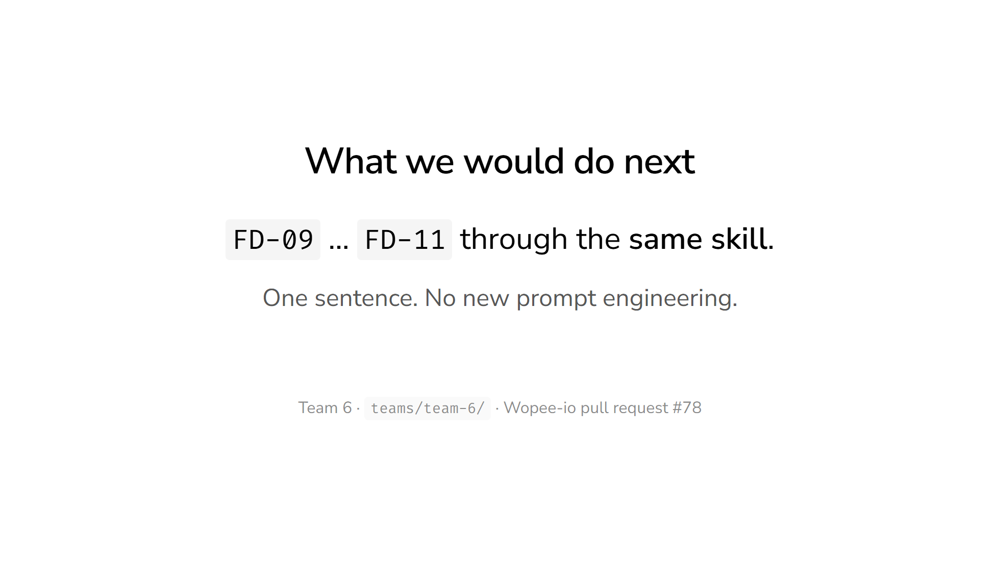 What we would do next
FD-09 ... FD-11 through the same skill.
One sentence. No new prompt engineering.
Team 6 · teams/team-6/ · Wopee-io pull request #78